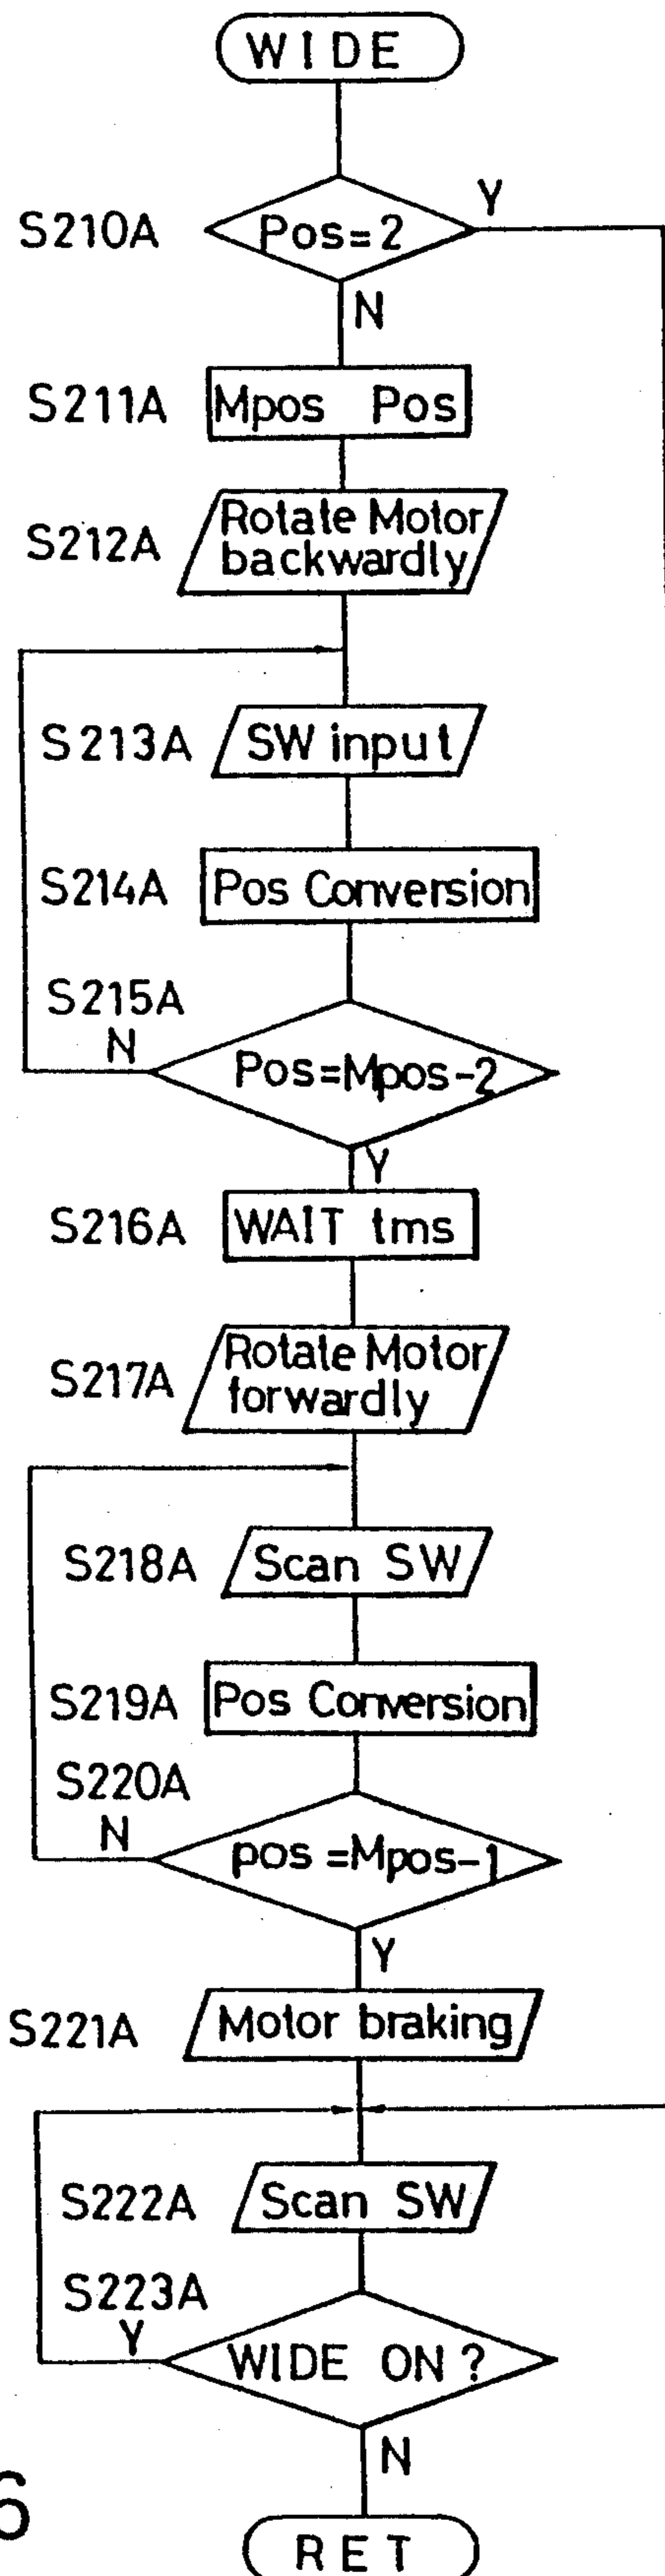 WIDE
S210A
Pos=2
Y
N
S211A
Mpos Pos
S212A
Rotate Motor
backwardly
S213A
SW input
S214A
Pos Conversion
S215A
N
Pos=Mpos-2
Y
S216A
WAIT tms
S217A
Rotate Motor
forwardly
S218A
Scan SW
S219A
Pos Conversion
S220A
N
pos =Mpos-1
Y
S221A
Motor braking
S222A
Scan SW
S223A
Y
WIDE ON ?
N
6
RET